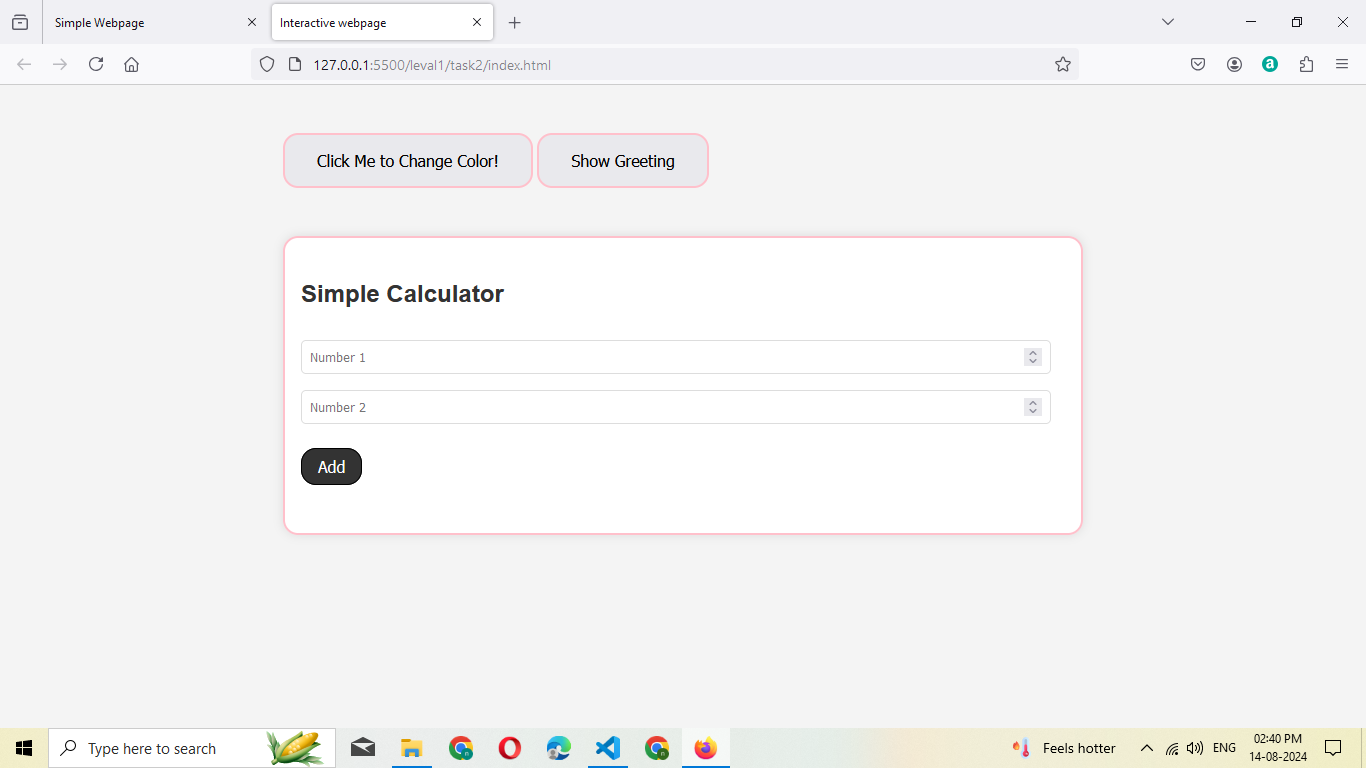 Simple Webpage
Interactive webpage
127.0.0.1:5500/leval1/task2/index.html
Click Me to Change Color!
Show Greeting
Simple Calculator
Number 1
Number 2
Add
Type here to search
Feels hotter
ENG
02:40 PM
14-08-2024